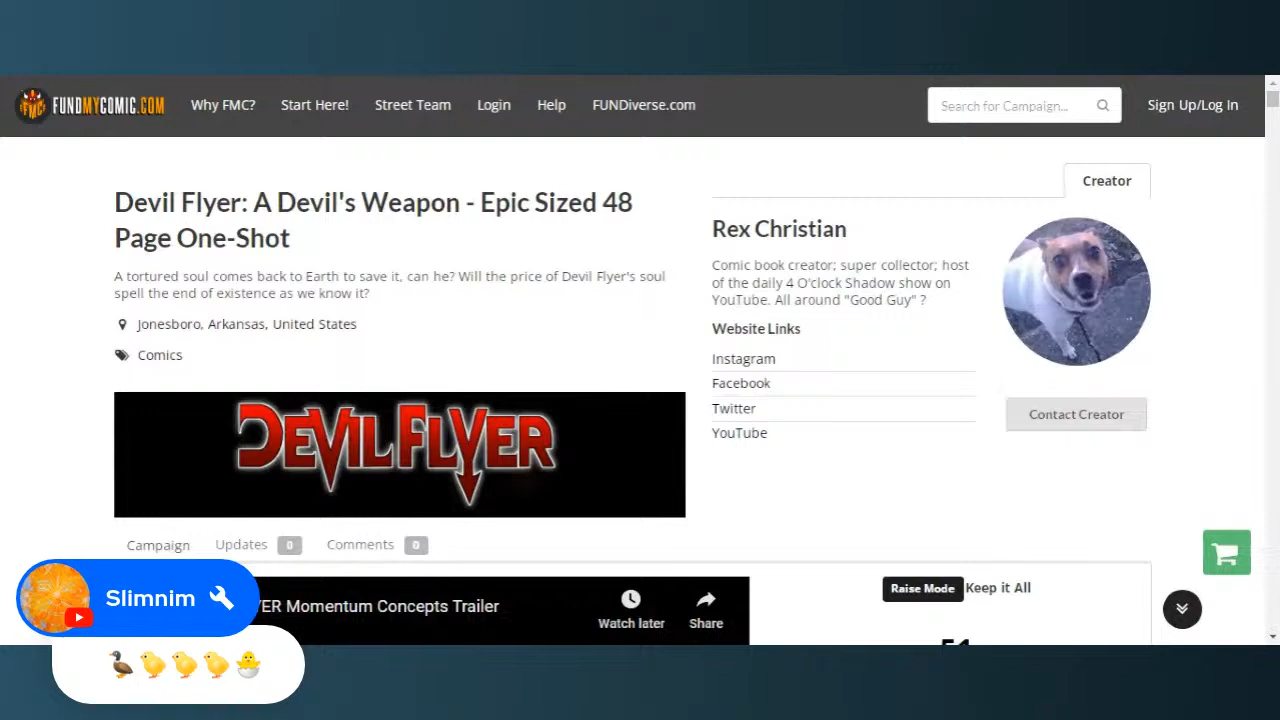 FUNDMYCOMIC.COM
Why FMC?
Start Here!
Street Team
Login
Help
FUNDiverse.com
Search for Campaign...
Sign Up/Log In
Devil Flyer: A Devil's Weapon - Epic Sized 48
Page One-Shot
A tortured soul comes back to Earth to save it, can he? Will the price of Devil Flyer's soul
spell the end of existence as we know it?
Jonesboro, Arkansas, United States
Comics
DEVIL FLYER
Creator
Rex Christian
Comic book creator; super collector; host
of the daily 4 O'clock Shadow show on
YouTube. All around "Good Guy" ?
Website Links
Instagram
Facebook
Twitter
YouTube
Contact Creator
Campaign
Updates 0
Comments 0
YER Momentum Concepts Trailer
Watch later
Share
Raise Mode Keep it All
51
Slimnim